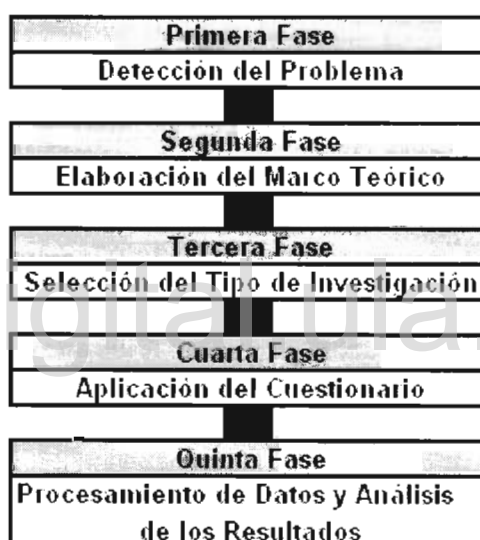 Primera Fase
Detección del Problema
Segunda Fase
Elaboración del Marco Teórico
Tercera Fase
Selección del Tipo de Investigación
Cuarta Fase
Aplicación del Cuestionario
Quinta Fase
Procesamiento de Datos y Análisis
de los Resultados